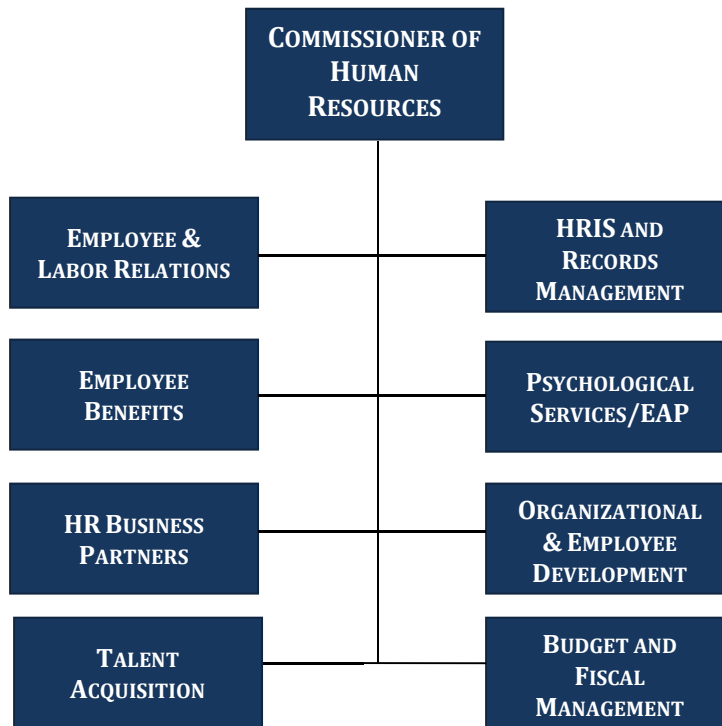 COMMISSIONER OF
HUMAN
RESOURCES
EMPLOYEE &
LABOR RELATIONS
HRIS AND
RECORDS
MANAGEMENT
EMPLOYEE
BENEFITS
PSYCHOLOGICAL
SERVICES/EAP
HR BUSINESS
PARTNERS
ORGANIZATIONAL
& EMPLOYEE
DEVELOPMENT
TALENT
ACQUISITION
BUDGET AND
FISCAL
MANAGEMENT